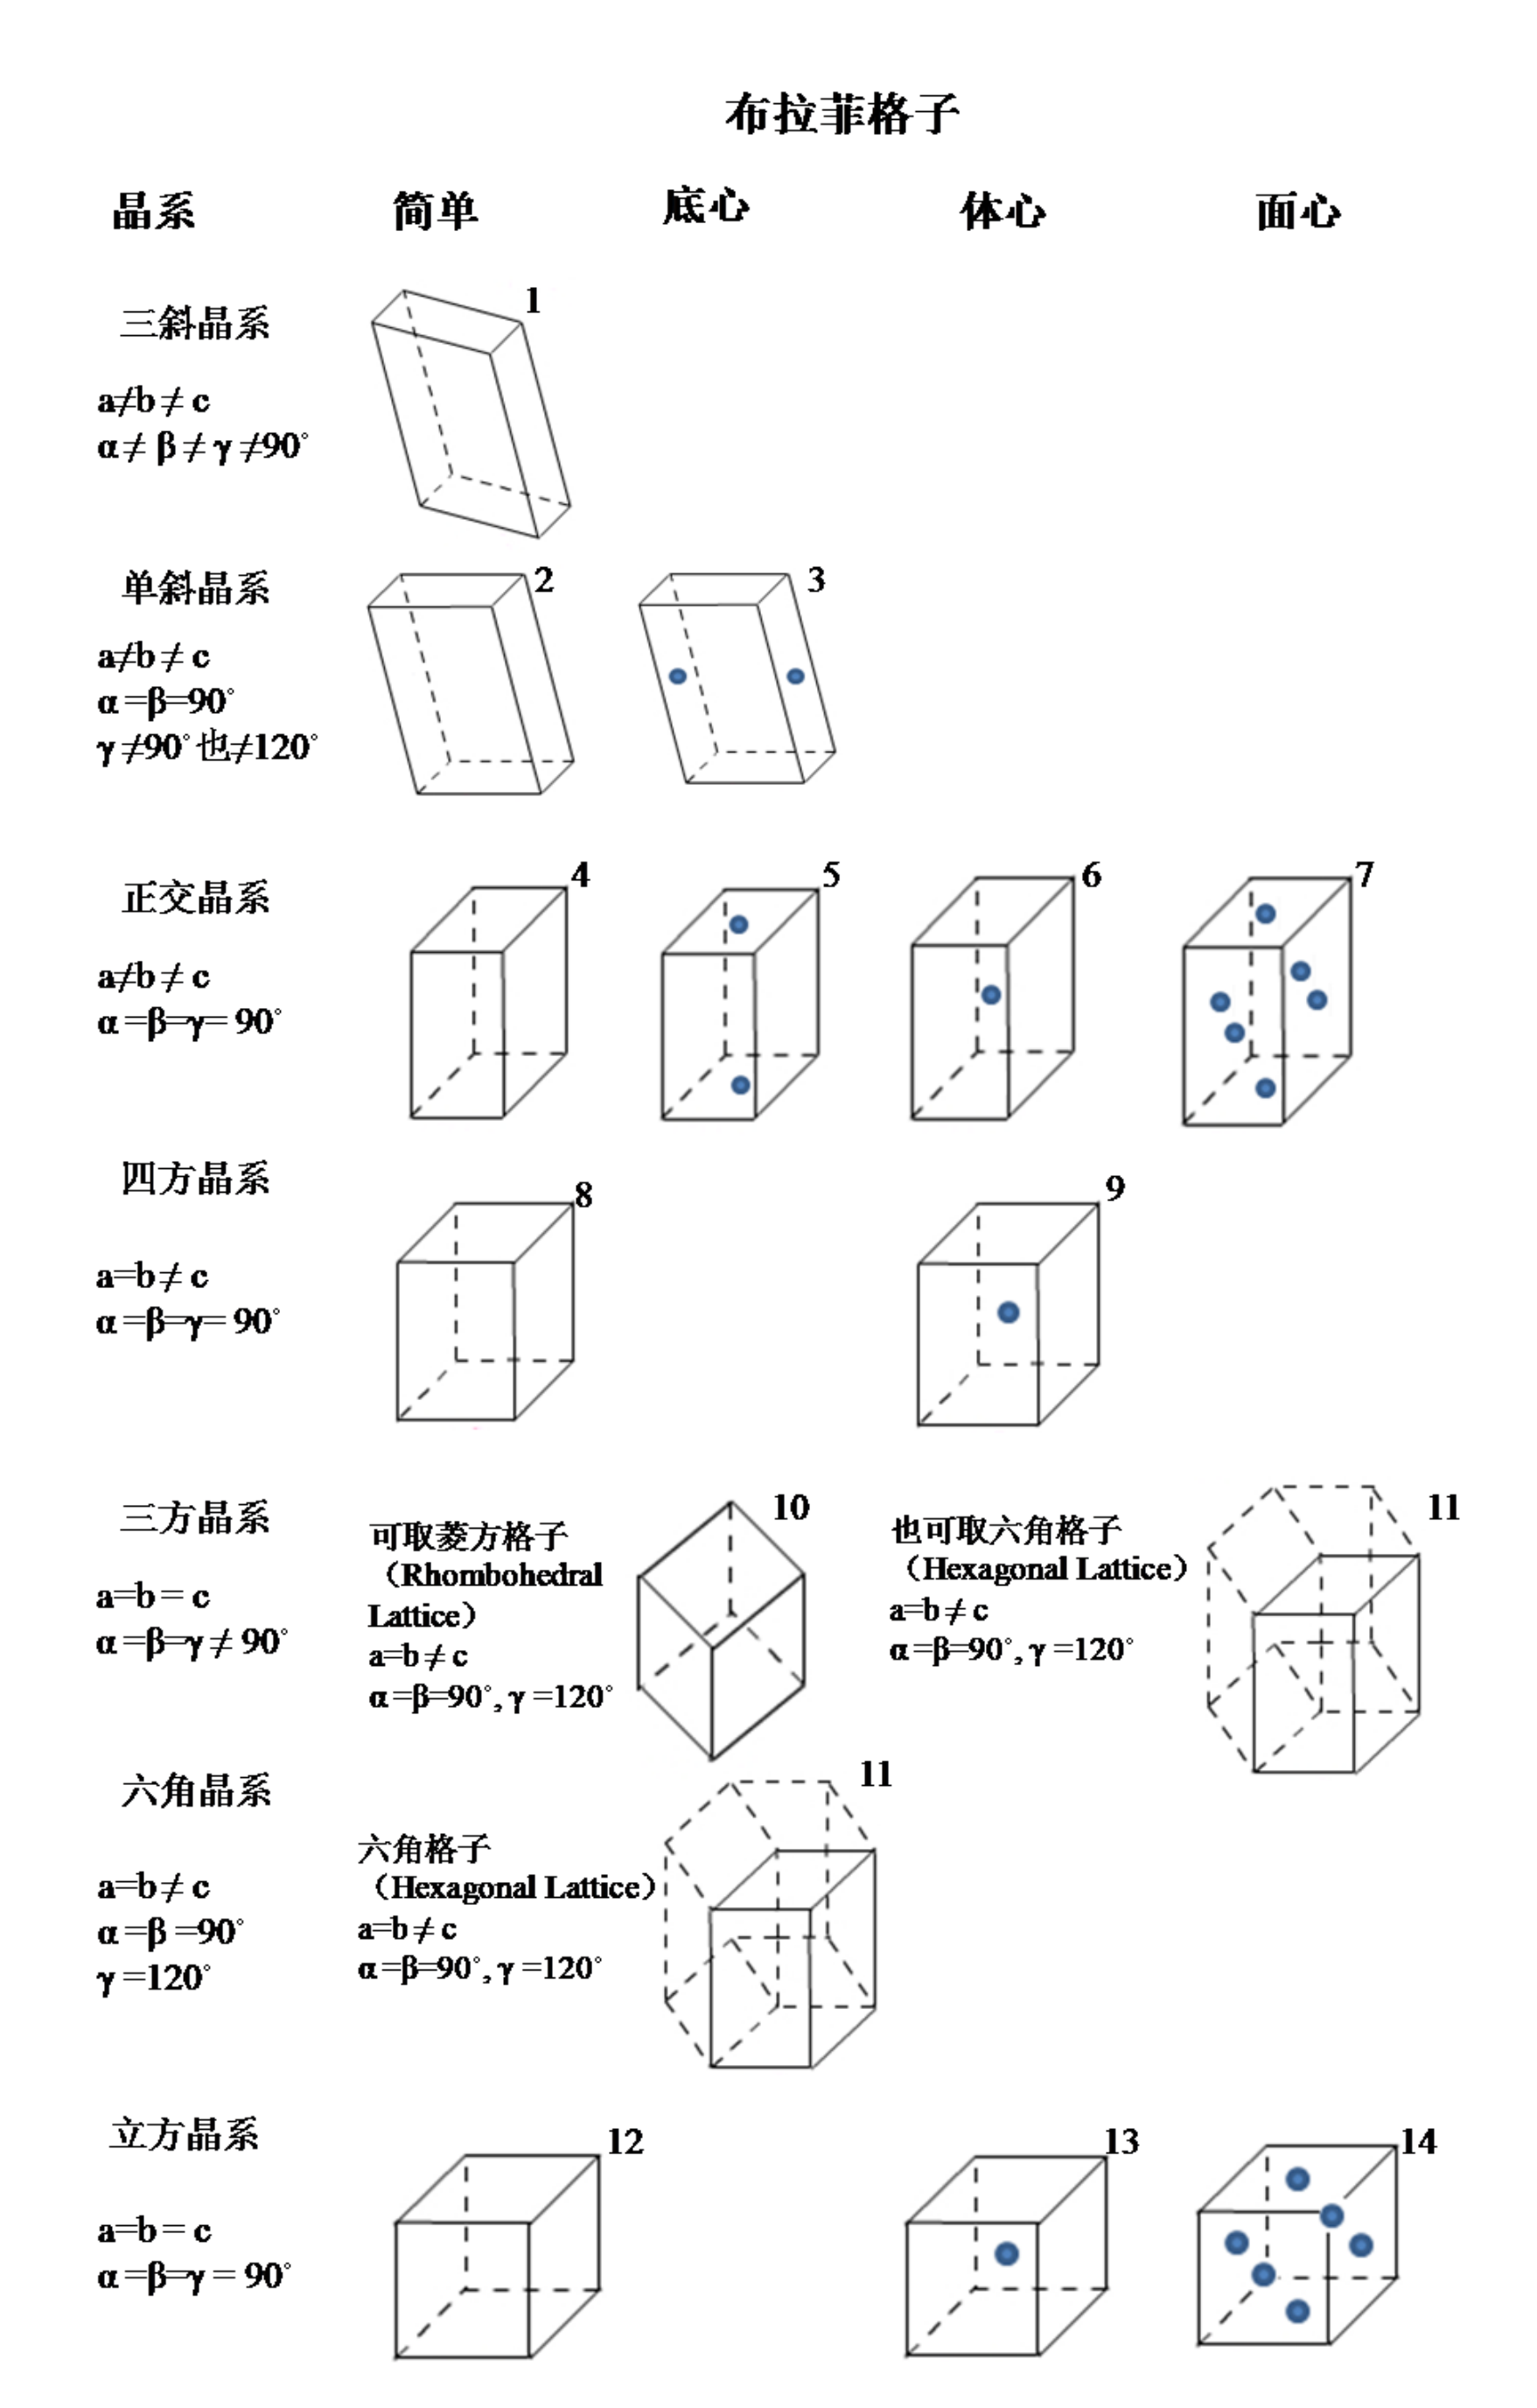 布拉菲格子
晶系 简单 底心 体心 面心
三斜晶系
1
a≠b ≠ c
α ≠ β ≠ γ ≠90°
单斜晶系
2
3
a≠b ≠ c
α =β=90°
γ ≠90°也≠120°
正交晶系
4
5
6
7
a≠b ≠ c
α =β=γ= 90°
四方晶系
8
9
a=b ≠ c
α =β=γ= 90°
三方晶系
a=b = c
α =β=γ ≠ 90°
可取菱方格子
（Rhombohedral
Lattice）
a=b ≠ c
α =β=90°, γ =120°
10
也可取六角格子
（Hexagonal Lattice）
a=b ≠ c
α =β=90°, γ =120°
11
六角晶系
a=b ≠ c
α =β =90°
γ =120°
六角格子
（Hexagonal Lattice）
a=b ≠ c
α =β=90°, γ =120°
11
立方晶系
12
13
14
a=b = c
α =β=γ = 90°